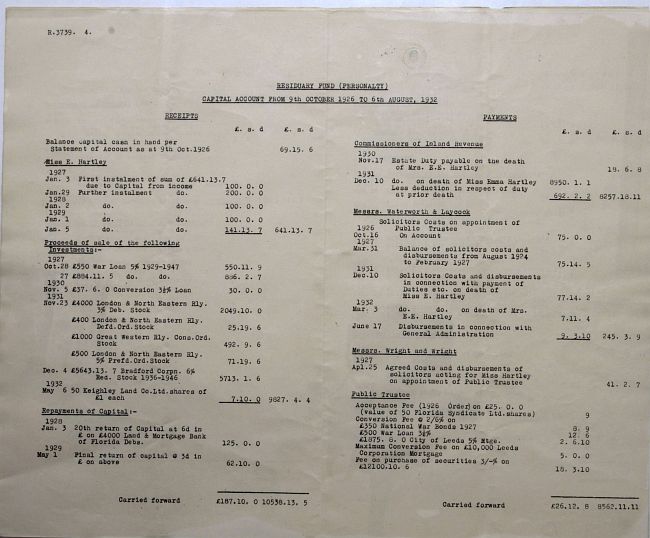 R.3739. 4.
RESIDUARY FUND (PERSONALTY)
CAPITAL ACCOUNT FROM 9th OCTOBER 1926 TO 6th AUGUST, 1932
RECEIPTS
£. s. d £. s. d
Balance capital cash in hand per
Statement of Account as at 9th Oct.1926 69.15. 6
Miss E. Hartley
1927
Jan. 3 First instalment of sum of £641.13.7
due to Capital from income 100. 0. 0
Jan.29 Further instalment do. 200. 0. 0
1928
Jan. 2 do. do. 100. 0. 0
1929
Jan. 1 do. do. 100. 0. 0
Jan. 5 do. do. 141.13. 7 641.13. 7
Proceeds of sale of the following
Investments:-
1927
Oct.28 £550 War Loan 5% 1929-1947 550.11. 9
27 £884.11. 5 do. do. 886. 2. 7
1930
Nov. 5 £37. 6. 0 Conversion 3½% Loan 30. 0. 0
1931
Nov.23 £4000 London & North Eastern Rly.
3% Deb. Stock 2049.10. 0
£400 London & North Eastern Rly.
Defd.Ord.Stock 25.19. 6
£1000 Great Western Rly. Cons.Ord.
Stock 492. 9. 6
£500 London & North Eastern Rly.
5% Prefd.Ord.Stock 71.19. 6
Dec. 4 £5643.13. 7 Bradford Corpn. 6%
Red. Stock 1936-1946 5713. 1. 6
1932
May 6 50 Keighley Land Co.Ltd.shares of
£1 each 7.10. 0 9827. 4. 4
Repayments of Capital:-
1928
Jan. 3 20th return of Capital at 6d in
£ on £4000 Land & Mortgage Bank
of Florida Debs. 125. 0. 0
1929
May 1 Final return of capital @ 3d in
£ on above 62.10. 0
Carried forward £187.10. 0 10538.13. 5
PAYMENTS
£. s. d £. s. d
Commissioners of Inland Revenue
1930
Nov.17 Estate Duty payable on the death
of Mrs. E.E. Hartley 18. 6. 8
1931
Dec. 10 do. on death of Miss Emma Hartley 8950. 1. 1
Less deduction in respect of duty
at prior death 692. 2. 2 8257.18.11
Messrs. Waterworth & Laycock
Solicitors Costs on appointment of
1926 Public Trustee
Oct.16 On Account 75. 0. 0
1927
Mar.31 Balance of solicitors costs and
disbursements from August 1924
to February 1927 75.14. 5
1931
Dec.10 Solicitors Costs and disbursements
in connection with payment of
Duties etc. on death of
Miss E. Hartley 77.14. 2
1932
Mar. 3 do. do. on death of Mrs.
E.E. Hartley 7.11. 4
June 17 Disbursements in connection with
General Administration 9. 3.10 245. 3. 9
Messrs. Wright and Wright
1927
Apl.25 Agreed Costs and disbursements of
solicitors acting for Miss Hartley
on appointment of Public Trustee 41. 2. 7
Public Trustee
Acceptance Fee (1926 Order) on £25. 0. 0
(value of 50 Florida Syndicate Ltd.shares) 9
Conversion Fee @ 2/6% on
£350 National War Bonds 1927 8. 9
£500 War Loan 3½% 12. 6
£1875. 8. 0 City of Leeds 5% Mtge. 2. 6.10
Maximum Conversion Fee on £10,000 Leeds
Corporation Mortgage 5. 0. 0
Fee on purchase of securities 3/-% on
£12100.10. 6 18. 3.10
Carried forward £26.12. 8 8562.11.11